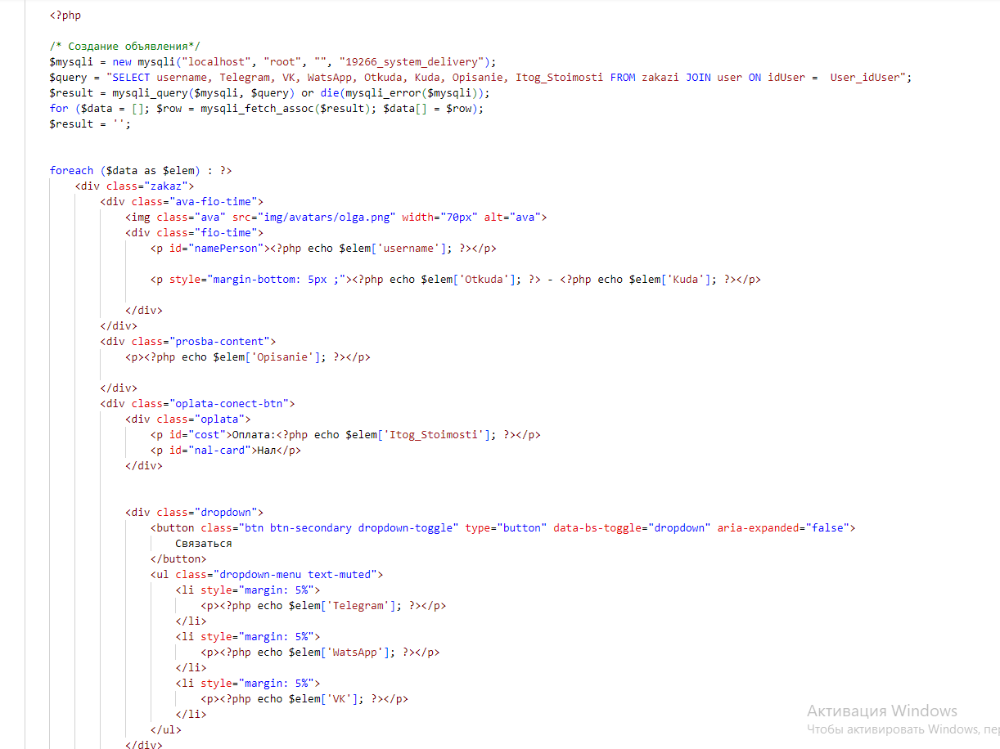 <?php
/* Создание объявления*/
$mysqli = new mysqli("localhost", "root", "", "19266_system_delivery");
$query = "SELECT username, Telegram, VK, WatsApp, Otkuda, Kuda, Opisanie, Itog_Stoimosti FROM zakazi JOIN user ON idUser =  User_idUser";
$result = mysqli_query($mysqli, $query) or die(mysqli_error($mysqli));
for ($data = []; $row = mysqli_fetch_assoc($result); $data[] = $row);
$result = '';
foreach ($data as $elem) : ?>
<div class="zakaz">
<div class="ava-fio-time">
<img class="ava" src="img/avatars/olga.png" width="70px" alt="ava">
<div class="fio-time">
<p id="namePerson"><?php echo $elem['username']; ?></p>
<p style="margin-bottom: 5px ;"><?php echo $elem['Otkuda']; ?> - <?php echo $elem['Kuda']; ?></p>
</div>
</div>
<div class="prosba-content">
<p><?php echo $elem['Opisanie']; ?></p>
</div>
<div class="oplata-conect-btn">
<div class="oplata">
<p id="cost">Оплата:<?php echo $elem['Itog_Stoimosti']; ?></p>
<p id="nal-card">Нал</p>
</div>
<div class="dropdown">
<button class="btn btn-secondary dropdown-toggle" type="button" data-bs-toggle="dropdown" aria-expanded="false">
Связаться
</button>
<ul class="dropdown-menu text-muted">
<li style="margin: 5%">
<p><?php echo $elem['Telegram']; ?></p>
</li>
<li style="margin: 5%">
<p><?php echo $elem['WatsApp']; ?></p>
</li>
<li style="margin: 5%">
<p><?php echo $elem['VK']; ?></p>
</li>
</ul>
</div>
Активация Windows
Чтобы активировать Windows, пер